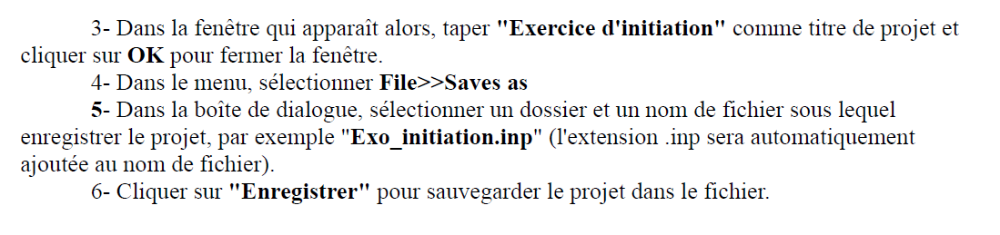 3- Dans la fenêtre qui apparaît alors, taper "Exercice d'initiation" comme titre de projet et
cliquer sur OK pour fermer la fenêtre.
4- Dans le menu, sélectionner File>>Saves as
5- Dans la boîte de dialogue, sélectionner un dossier et un nom de fichier sous lequel
enregistrer le projet, par exemple "Exo_initiation.inp" (l'extension .inp sera automatiquement
ajoutée au nom de fichier).
6- Cliquer sur "Enregistrer" pour sauvegarder le projet dans le fichier.